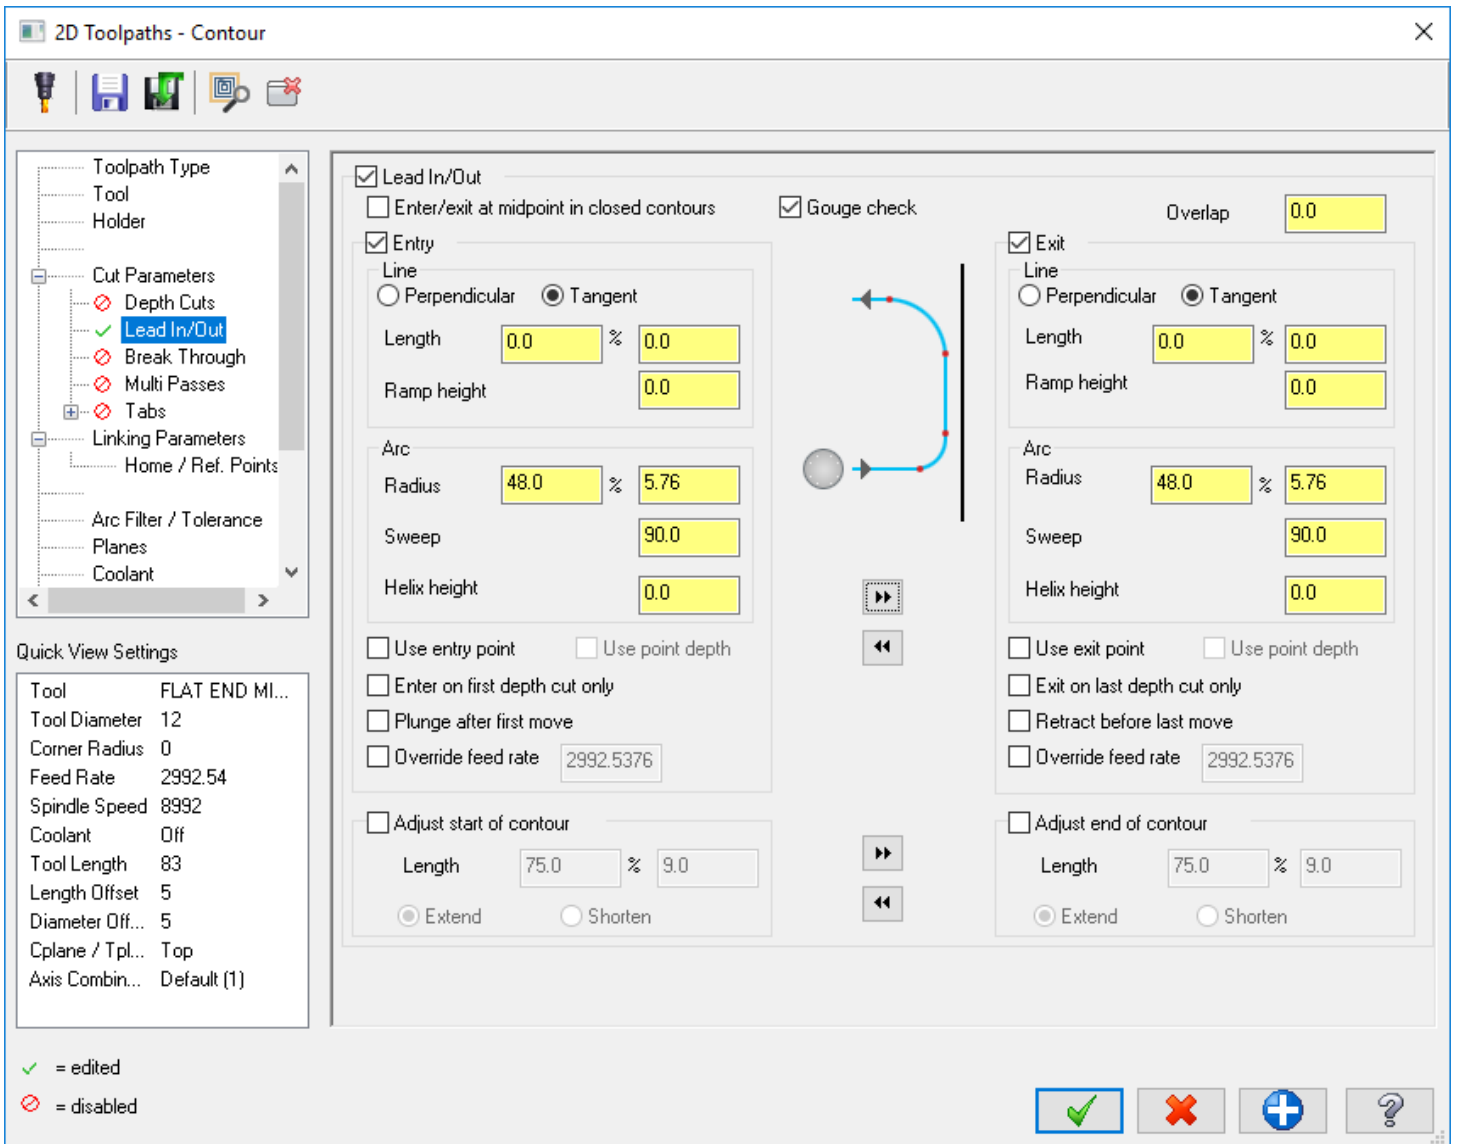 2D Toolpaths - Contour
Toolpath Type
Tool
Holder
Cut Parameters
Depth Cuts
Lead In/Out
Break Through
Multi Passes
Tabs
Linking Parameters
Home / Ref. Points
Arc Filter / Tolerance
Planes
Coolant
Quick View Settings
Tool FLAT END MI...
Tool Diameter 12
Corner Radius 0
Feed Rate 2992.54
Spindle Speed 8992
Coolant Off
Tool Length 83
Length Offset 5
Diameter Off... 5
Cplane / Tpl... Top
Axis Combin... Default (1)
= edited
= disabled
Lead In/Out
Enter/exit at midpoint in closed contours Gouge check Overlap 0.0
Entry
Line
Perpendicular Tangent
Length 0.0 % 0.0
Ramp height 0.0
Arc
Radius 48.0 % 5.76
Sweep 90.0
Helix height 0.0
Use entry point Use point depth
Enter on first depth cut only
Plunge after first move
Override feed rate 2992.5376
Adjust start of contour
Length 75.0 % 9.0
Extend Shorten
Exit
Line
Perpendicular Tangent
Length 0.0 % 0.0
Ramp height 0.0
Arc
Radius 48.0 % 5.76
Sweep 90.0
Helix height 0.0
Use exit point Use point depth
Exit on last depth cut only
Retract before last move
Override feed rate 2992.5376
Adjust end of contour
Length 75.0 % 9.0
Extend Shorten